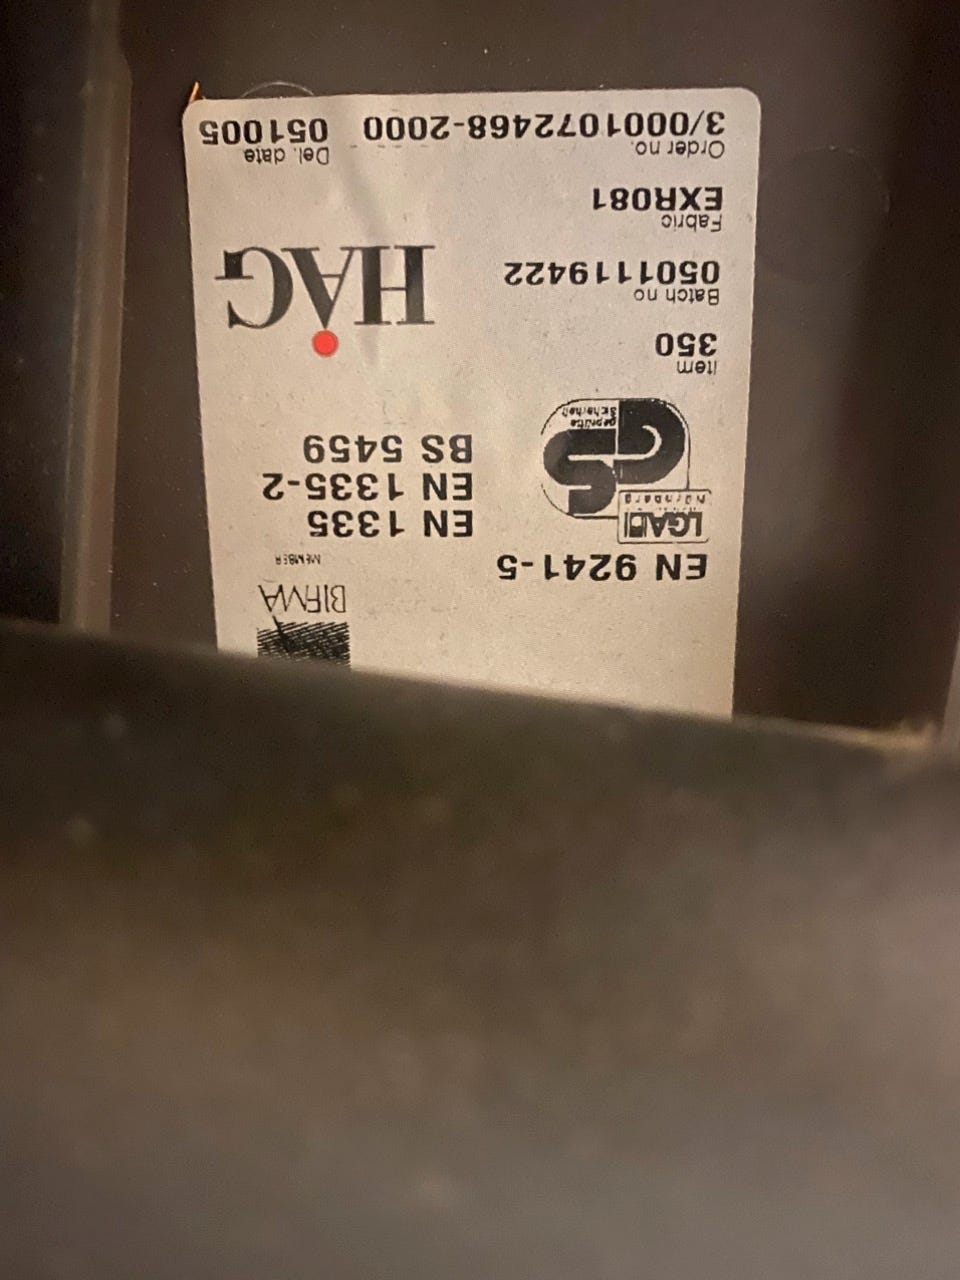 BIFMA
MEMBER
EN 9241-5
EN 1335
EN 1335-2
BS 5459
LGA
Nürnberg
GS
geprüfte
Sicherheit
Item
350
HÅG
Batch no
0501119422
Fabric
EXR081
Order no. Del. date
3/0001072468-2000 051005